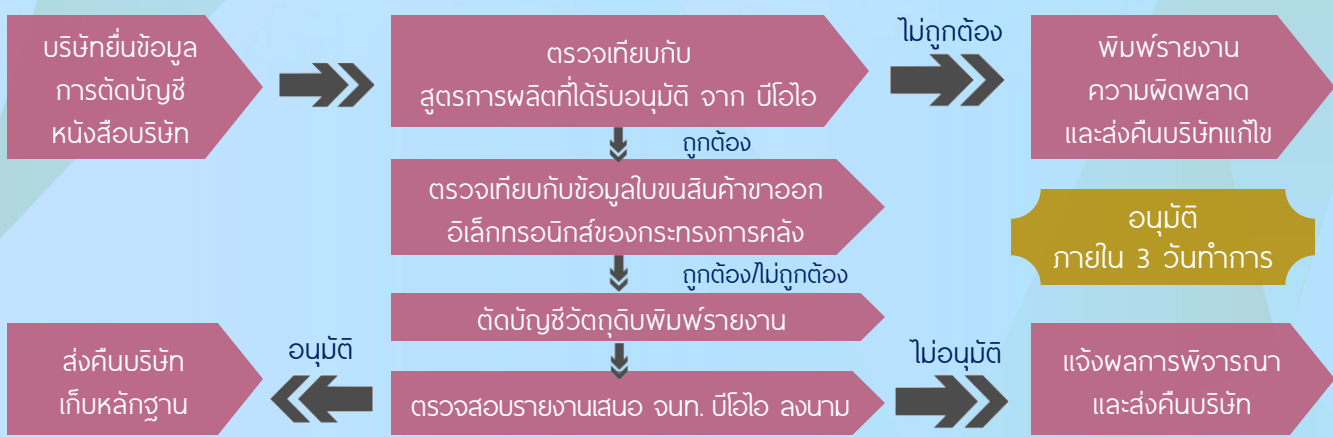 บริษัทยื่นข้อมูล
การตัดบัญชี
หนังสือบริษัท
ตรวจเทียบกับ
สูตรการผลิตที่ได้รับอนุมัติ จาก บีโอไอ
ไม่ถูกต้อง
พิมพ์รายงาน
ความผิดพลาด
และส่งคืนบริษัทแก้ไข
ถูกต้อง
ตรวจเทียบกับข้อมูลใบขนสินค้าขาออก
อิเล็กทรอนิกส์ของกระทรงการคลัง
อนุมัติ
ภายใน 3 วันทำการ
ถูกต้อง/ไม่ถูกต้อง
ตัดบัญชีวัตถุดิบพิมพ์รายงาน
ส่งคืนบริษัท
เก็บหลักฐาน
อนุมัติ
ตรวจสอบรายงานเสนอ จนท. บีโอไอ ลงนาม
ไม่อนุมัติ
แจ้งผลการพิจารณา
และส่งคืนบริษัท